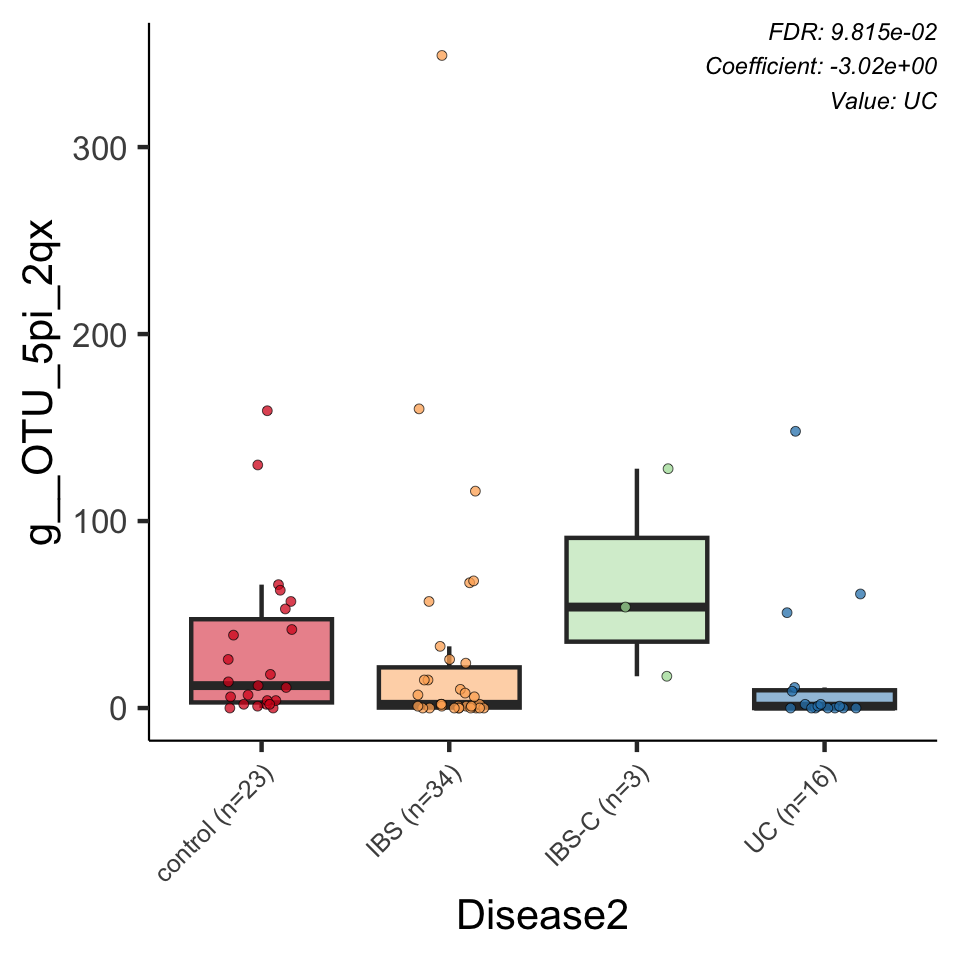 FDR: 9.815e-02
Coefficient: -3.02e+00
Value: UC
g__OTU_5pi_2qx
300
200
100
0
control (n=23)
IBS (n=34)
IBS-C (n=3)
UC (n=16)
Disease2